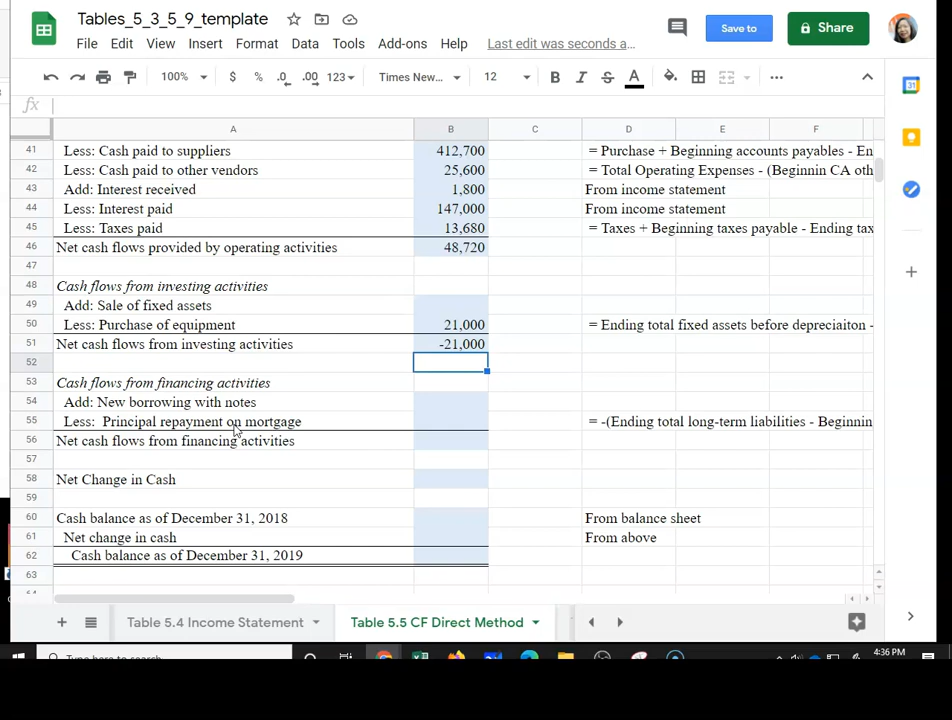 Tables_5_3_5_9_template
File Edit View Insert Format Data Tools Add-ons Help Last edit was seconds a...
Save to
Share
100% $ % .0 .00 123 Times New... 12 B I S A
fx
A B C D E F
41 Less: Cash paid to suppliers 412,700 = Purchase + Beginning accounts payables - En
42 Less: Cash paid to other vendors 25,600 = Total Operating Expenses - (Beginnin CA oth
43 Add: Interest received 1,800 From income statement
44 Less: Interest paid 147,000 From income statement
45 Less: Taxes paid 13,680 = Taxes + Beginning taxes payable - Ending tax
46 Net cash flows provided by operating activities 48,720
47
48 Cash flows from investing activities
49 Add: Sale of fixed assets
50 Less: Purchase of equipment 21,000 = Ending total fixed assets before depreciaiton -
51 Net cash flows from investing activities -21,000
52
53 Cash flows from financing activities
54 Add: New borrowing with notes
55 Less: Principal repayment on mortgage = -(Ending total long-term liabilities - Beginnin
56 Net cash flows from financing activities
57
58 Net Change in Cash
59
60 Cash balance as of December 31, 2018 From balance sheet
61 Net change in cash From above
62 Cash balance as of December 31, 2019
63
Table 5.4 Income Statement Table 5.5 CF Direct Method
4:36 PM